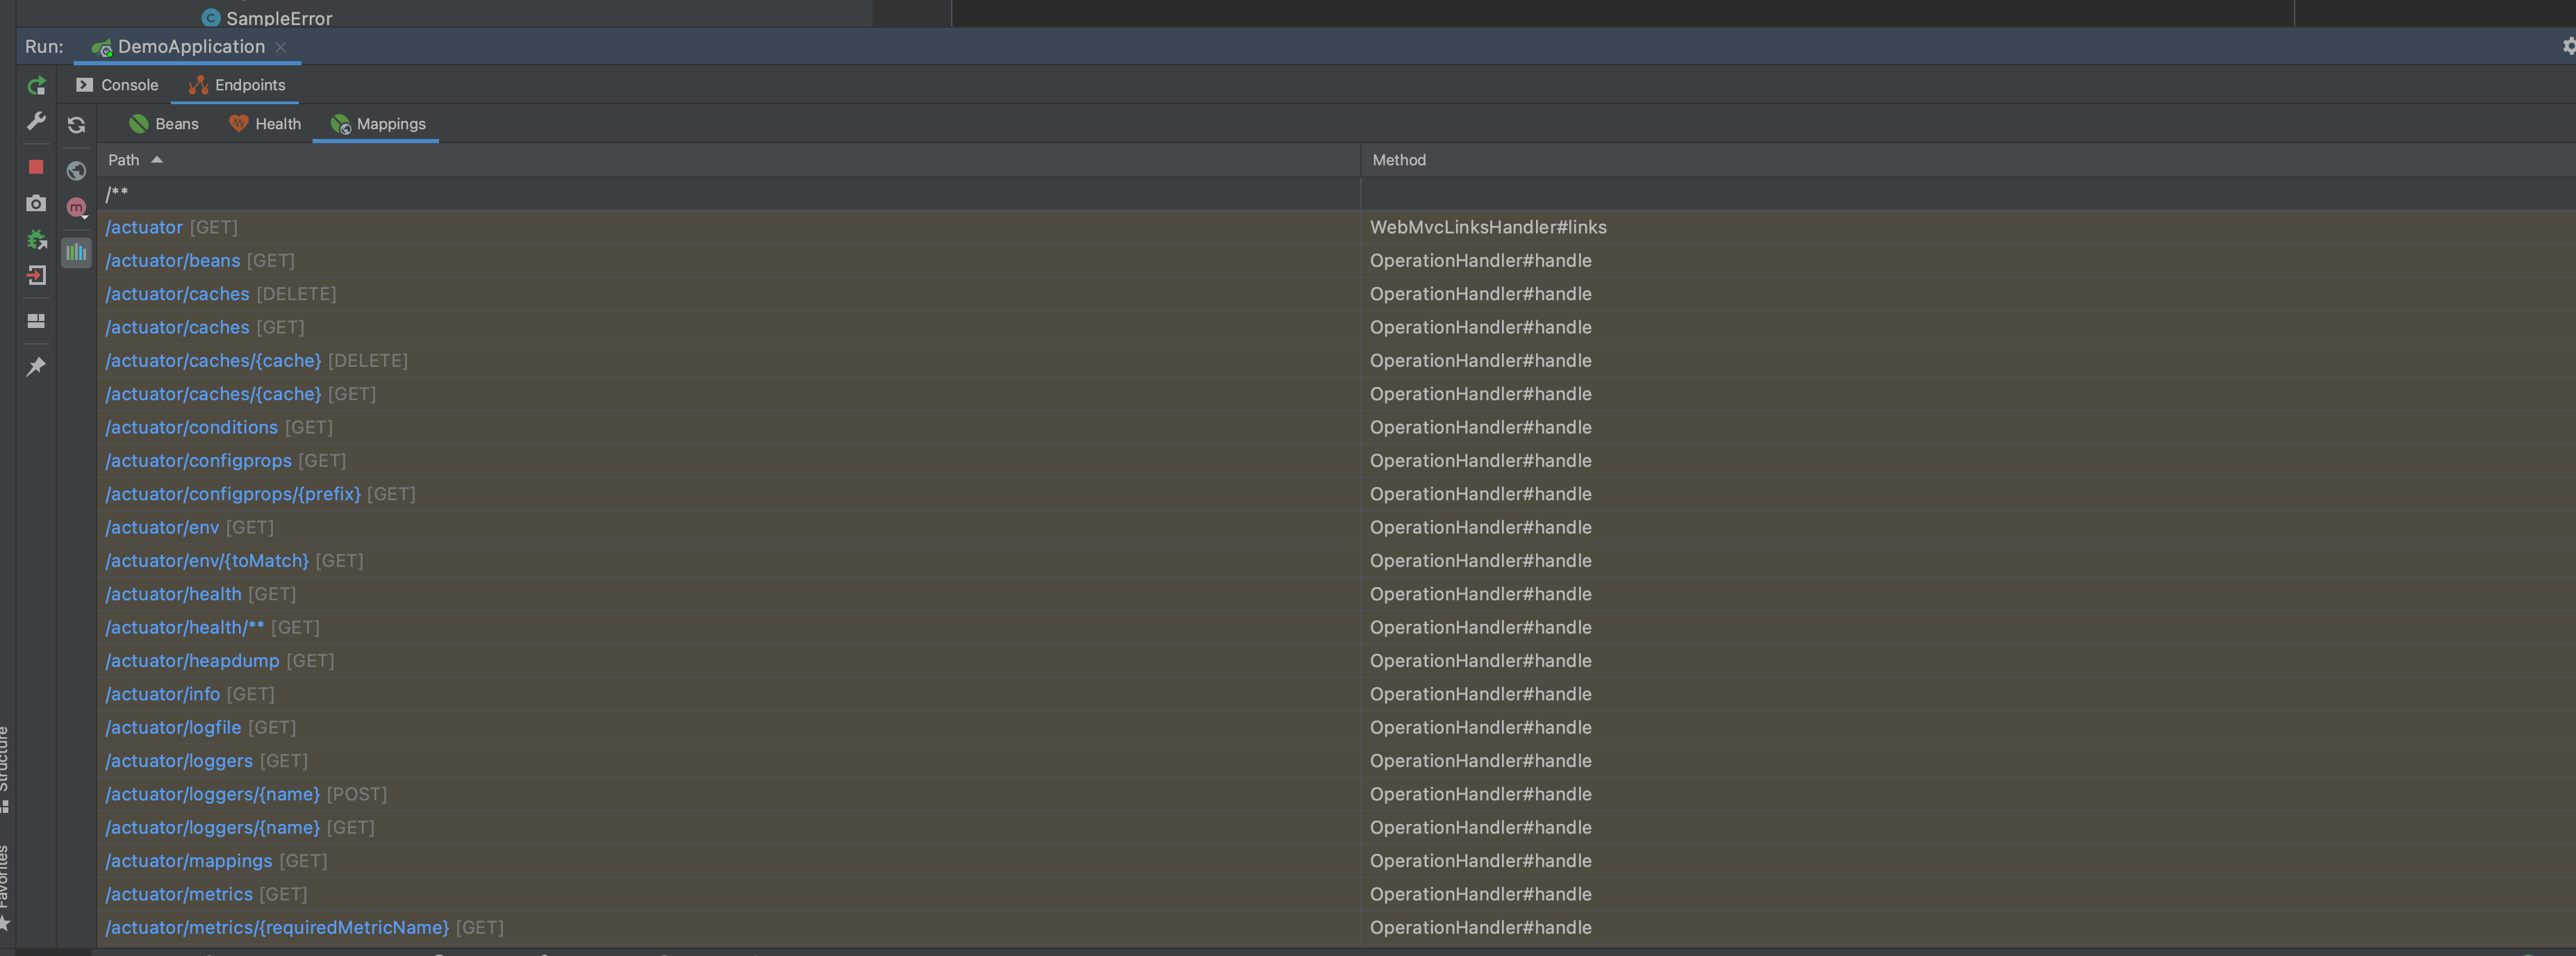 SampleError
Run: DemoApplication
Console Endpoints
Beans Health Mappings
Path Method
/**
/actuator [GET] WebMvcLinksHandler#links
/actuator/beans [GET] OperationHandler#handle
/actuator/caches [DELETE] OperationHandler#handle
/actuator/caches [GET] OperationHandler#handle
/actuator/caches/{cache} [DELETE] OperationHandler#handle
/actuator/caches/{cache} [GET] OperationHandler#handle
/actuator/conditions [GET] OperationHandler#handle
/actuator/configprops [GET] OperationHandler#handle
/actuator/configprops/{prefix} [GET] OperationHandler#handle
/actuator/env [GET] OperationHandler#handle
/actuator/env/{toMatch} [GET] OperationHandler#handle
/actuator/health [GET] OperationHandler#handle
/actuator/health/** [GET] OperationHandler#handle
/actuator/heapdump [GET] OperationHandler#handle
/actuator/info [GET] OperationHandler#handle
/actuator/logfile [GET] OperationHandler#handle
/actuator/loggers [GET] OperationHandler#handle
/actuator/loggers/{name} [POST] OperationHandler#handle
/actuator/loggers/{name} [GET] OperationHandler#handle
/actuator/mappings [GET] OperationHandler#handle
/actuator/metrics [GET] OperationHandler#handle
/actuator/metrics/{requiredMetricName} [GET] OperationHandler#handle
Structure
Favorites